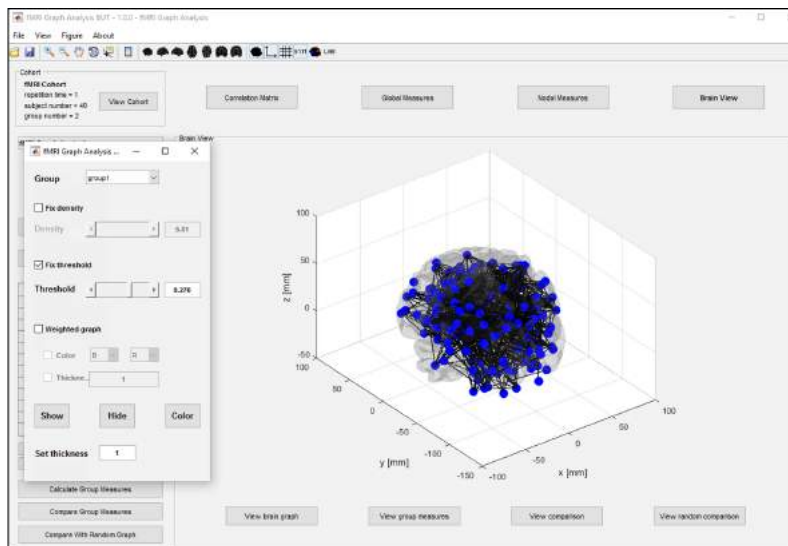 fMRI Graph Analysis BUT - 1.0.0 - fMRI Graph Analysis
File View Figure About
Cohort
fMRI Cohort
repetition time = 1
subject number = 40
group number = 2
View Cohort
Correlation Matrix
Global Measures
Nodal Measures
Brain View
Brain View
fMRI Graph Analysis ...
Group
group1
Fix density
Density
Fix threshold
Threshold
0.276
Weighted graph
Color
B
R
1
Show
Hide
Color
Set thickness
1
100
50
0
-50
z [mm]
100
50
0
-50
-100
-150
y [mm]
-100
-50
0
50
100
x [mm]
Calculate Group Measures
Compare Group Measures
Compare With Random Graph
View brain graph
View group measures
View comparison
View random comparison